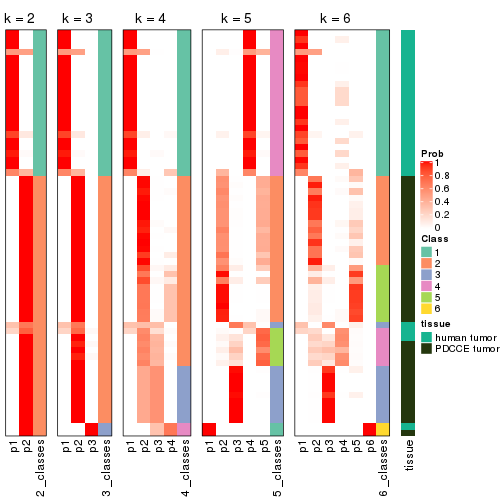 k = 2 k = 3 k = 4 k = 5 k = 6
Prob
1
0.8
0.6
0.4
0.2
0
Class
1
2
3
4
5
6
tissue
human tumor
PDCCE tumor
p1 p2 2_classes p1 p2 p3 3_classes p1 p2 p3 p4 4_classes p1 p2 p3 p4 p5 5_classes p1 p2 p3 p4 p5 p6 6_classes tissue